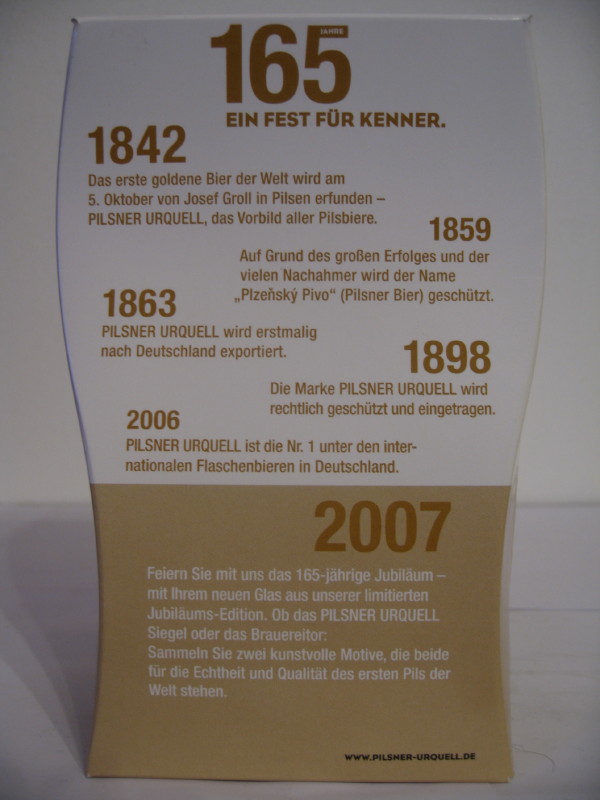 165
JAHRE
EIN FEST FÜR KENNER.
1842
Das erste goldene Bier der Welt wird am
5. Oktober von Josef Groll in Pilsen erfunden –
PILSNER URQUELL, das Vorbild aller Pilsbiere.
1859
Auf Grund des großen Erfolges und der
vielen Nachahmer wird der Name
„Plzeňský Pivo“ (Pilsner Bier) geschützt.
1863
PILSNER URQUELL wird erstmalig
nach Deutschland exportiert.
1898
Die Marke PILSNER URQUELL wird
rechtlich geschützt und eingetragen.
2006
PILSNER URQUELL ist die Nr. 1 unter den inter-
nationalen Flaschenbieren in Deutschland.
2007
Feiern Sie mit uns das 165-jährige Jubiläum –
mit Ihrem neuen Glas aus unserer limitierten
Jubiläums-Edition. Ob das PILSNER URQUELL
Siegel oder das Brauereitor:
Sammeln Sie zwei kunstvolle Motive, die beide
für die Echtheit und Qualität des ersten Pils der
Welt stehen.
WWW.PILSNER-URQUELL.DE